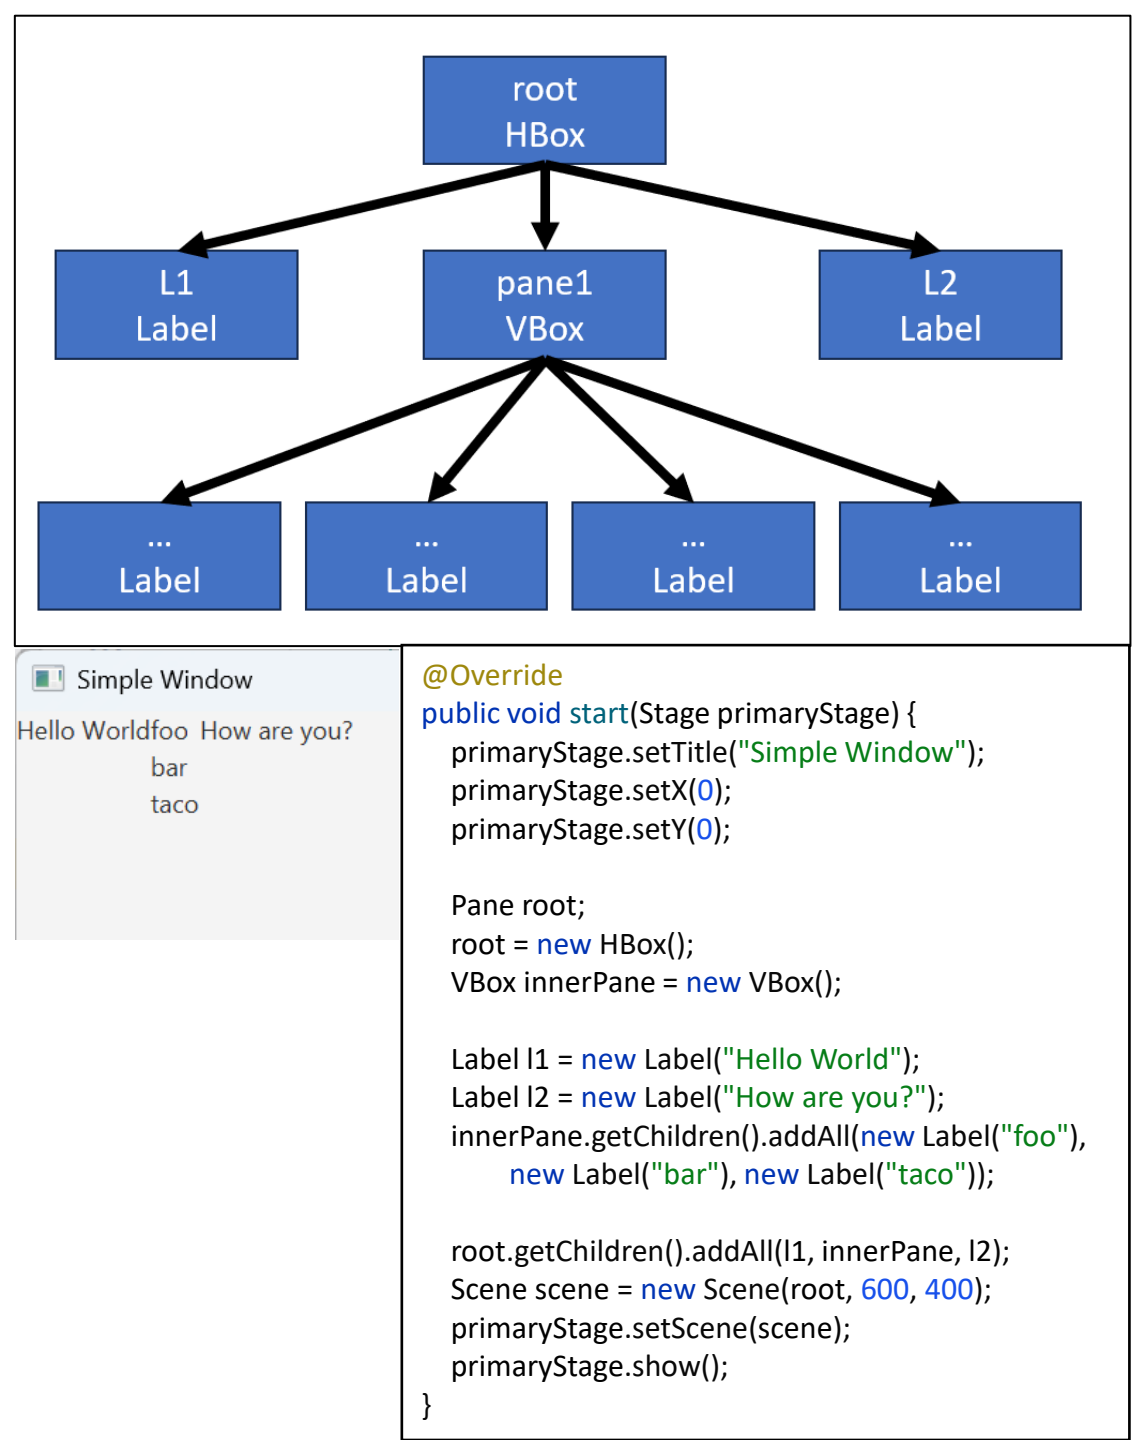 root
HBox
L1
Label
pane1
VBox
L2
Label
...
Label
...
Label
...
Label
...
Label
Simple Window
Hello Worldfoo How are you?
bar
taco
@Override
public void start(Stage primaryStage) {
primaryStage.setTitle("Simple Window");
primaryStage.setX(0);
primaryStage.setY(0);
Pane root;
root = new HBox();
VBox innerPane = new VBox();
Label l1 = new Label("Hello World");
Label l2 = new Label("How are you?");
innerPane.getChildren().addAll(new Label("foo"),
new Label("bar"), new Label("taco"));
root.getChildren().addAll(l1, innerPane, l2);
Scene scene = new Scene(root, 600, 400);
primaryStage.setScene(scene);
primaryStage.show();
}